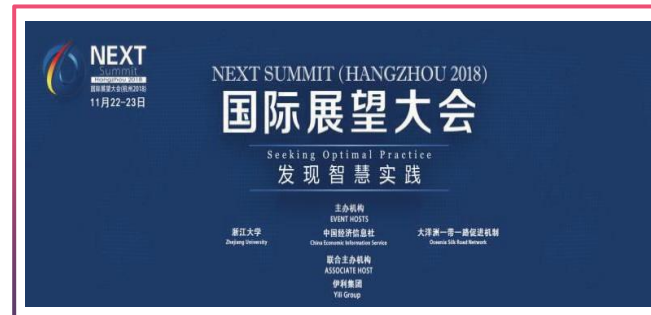 NEXT
Summit
Hangzhou 2018
国际展望大会(杭州2018)
11月22-23日
NEXT SUMMIT (HANGZHOU 2018)
国际展望大会
Seeking Optimal Practice
发现智慧实践
主办机构
EVENT HOSTS
浙江大学 中国经济信息社 大洋洲一带一路促进机制
Zhejiang University China Economic Information Service Oceania Silk Road Network
联合主办机构
ASSOCIATE HOST
伊利集团
Yili Group